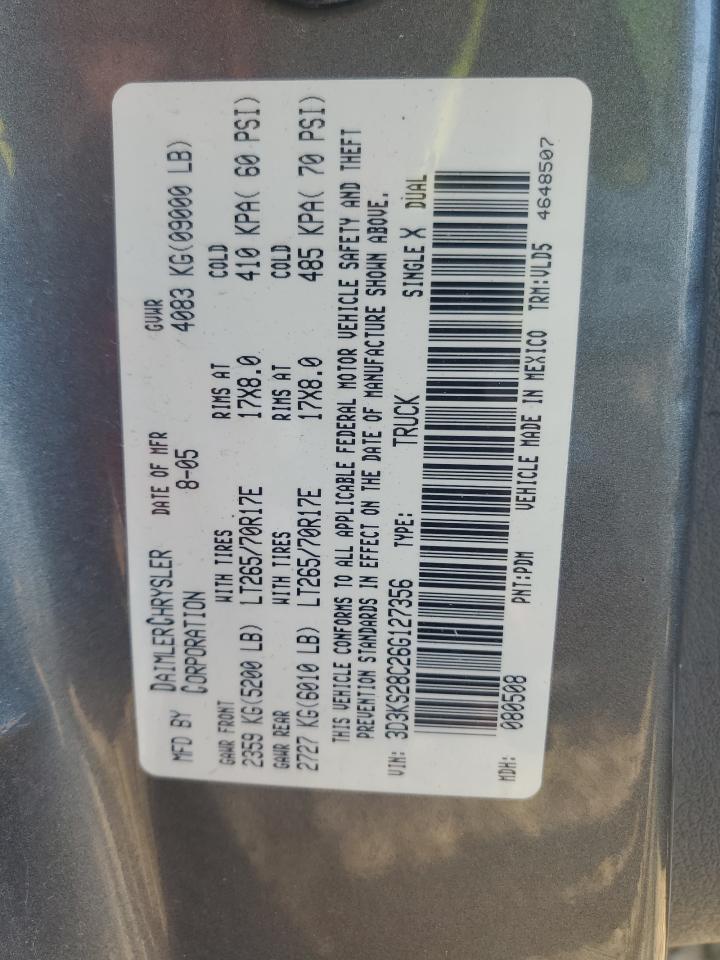 MFD BY DAIMLERCHRYSLER CORPORATION
DATE OF MFR 8-05
GVWR 4083 KG(09000 LB)
GAWR FRONT WITH TIRES RIMS AT COLD
2359 KG(5200 LB) LT265/70R17E 17X8.0 410 KPA( 60 PSI)
GAWR REAR WITH TIRES RIMS AT COLD
2727 KG(6010 LB) LT265/70R17E 17X8.0 485 KPA( 70 PSI)
THIS VEHICLE CONFORMS TO ALL APPLICABLE FEDERAL MOTOR VEHICLE SAFETY AND THEFT
PREVENTION STANDARDS IN EFFECT ON THE DATE OF MANUFACTURE SHOWN ABOVE.
VIN: 3D3KS28C26G127356 TYPE: TRUCK SINGLE X DUAL
MDH: 080508 PNT:PDM VEHICLE MADE IN MEXICO TRM:VLD5 4648507